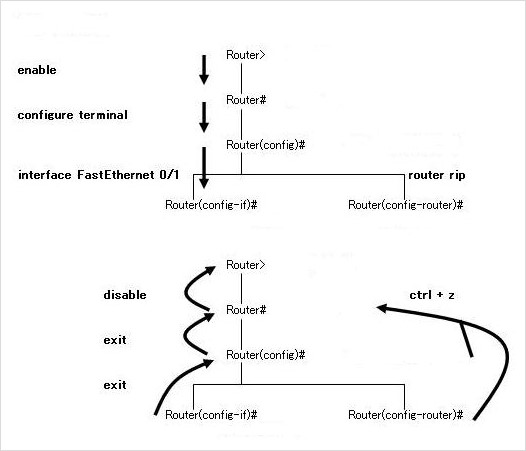 Router>
enable
Router#
configure terminal
Router(config)#
interface FastEthernet 0/1
router rip
Router(config-if)#
Router(config-router)#
Router>
disable
ctrl + z
Router#
exit
Router(config)#
exit
Router(config-if)#
Router(config-router)#